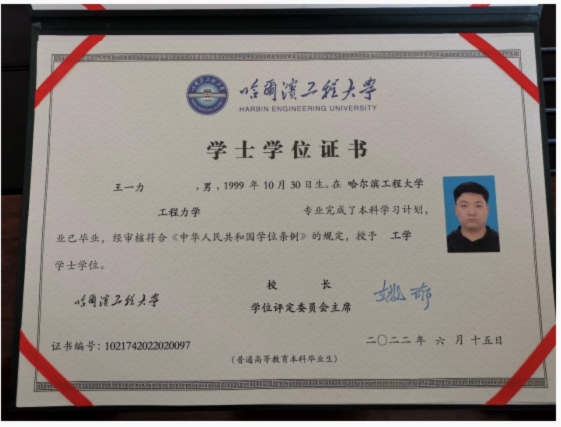 哈爾濱工程大學
HARBIN ENGINEERING UNIVERSITY
学士学位证书
王一力 ,男,1999 年 10 月 30 日生。在 哈尔滨工程大学
工程力学 专业完成了本科学习计划,
业已毕业,经审核符合《中华人民共和国学位条例》的规定,授予 工学
学士学位。
校 长
哈爾濱工程大學
学位评定委员会主席
证书编号:1021742022020097
二〇二二年 六 月 十五日
(普通高等教育本科毕业生)